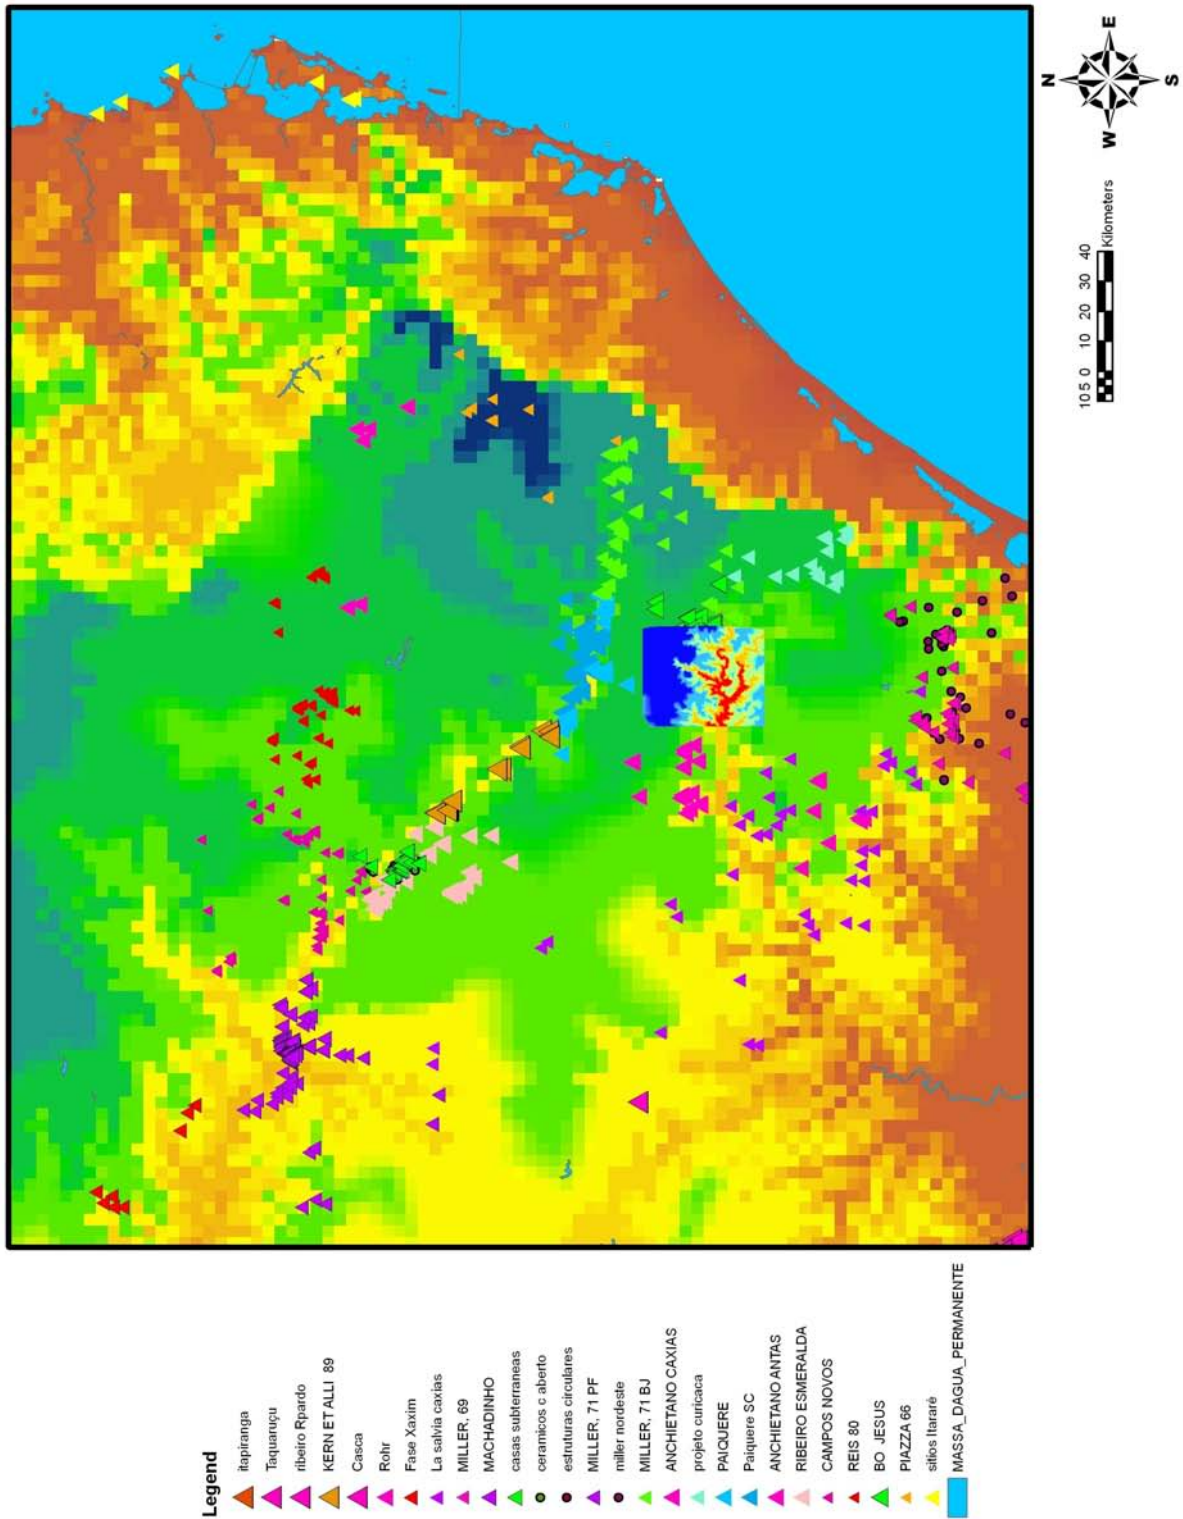 N
W
E
S
10 5 0 10 20 30 40
Kilometers
Legend
itapiranga
Taquaruçu
ribeiro Rpardo
KERN ET ALLI 89
Casca
Rohr
Fase Xaxim
La salvia caxias
MILLER, 69
MACHADINHO
casas subterraneas
ceramicos c aberto
estruturas circulares
MILLER, 71 PF
miller nordeste
MILLER, 71 BJ
ANCHIETANO CAXIAS
projeto curicaca
PAIQUERE
Paiquere SC
ANCHIETANO ANTAS
RIBEIRO ESMERALDA
CAMPOS NOVOS
REIS 80
BO JESUS
PIAZZA 66
sitios Itararé
MASSA_DAGUA_PERMANENTE